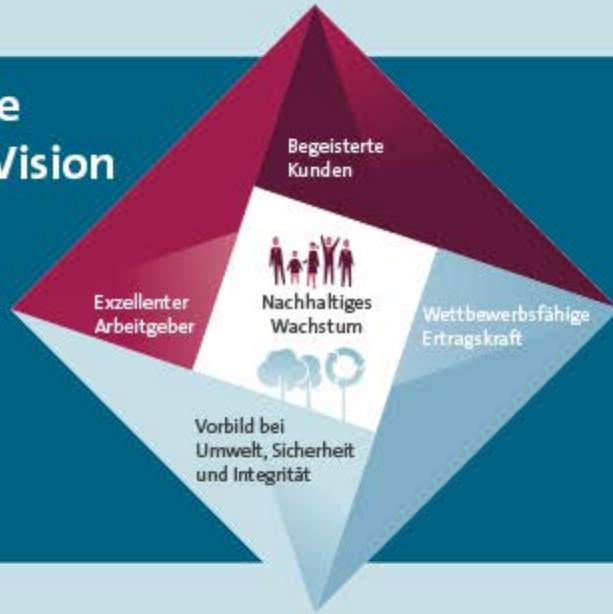 e
Vision
Begeisterte
Kunden
Exzellenter
Arbeitgeber
Nachhaltiges
Wachstum
Wettbewerbsfähige
Ertragskraft
Vorbild bei
Umwelt, Sicherheit
und Integrität